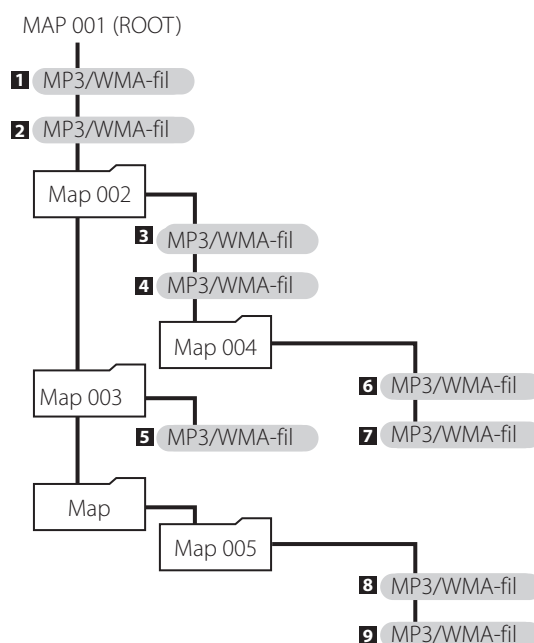 MAP 001 (ROOT)
1 MP3/WMA-fil
2 MP3/WMA-fil
Map 002
3 MP3/WMA-fil
4 MP3/WMA-fil
Map 004
Map 003
6 MP3/WMA-fil
5 MP3/WMA-fil
7 MP3/WMA-fil
Map
Map 005
8 MP3/WMA-fil
9 MP3/WMA-fil